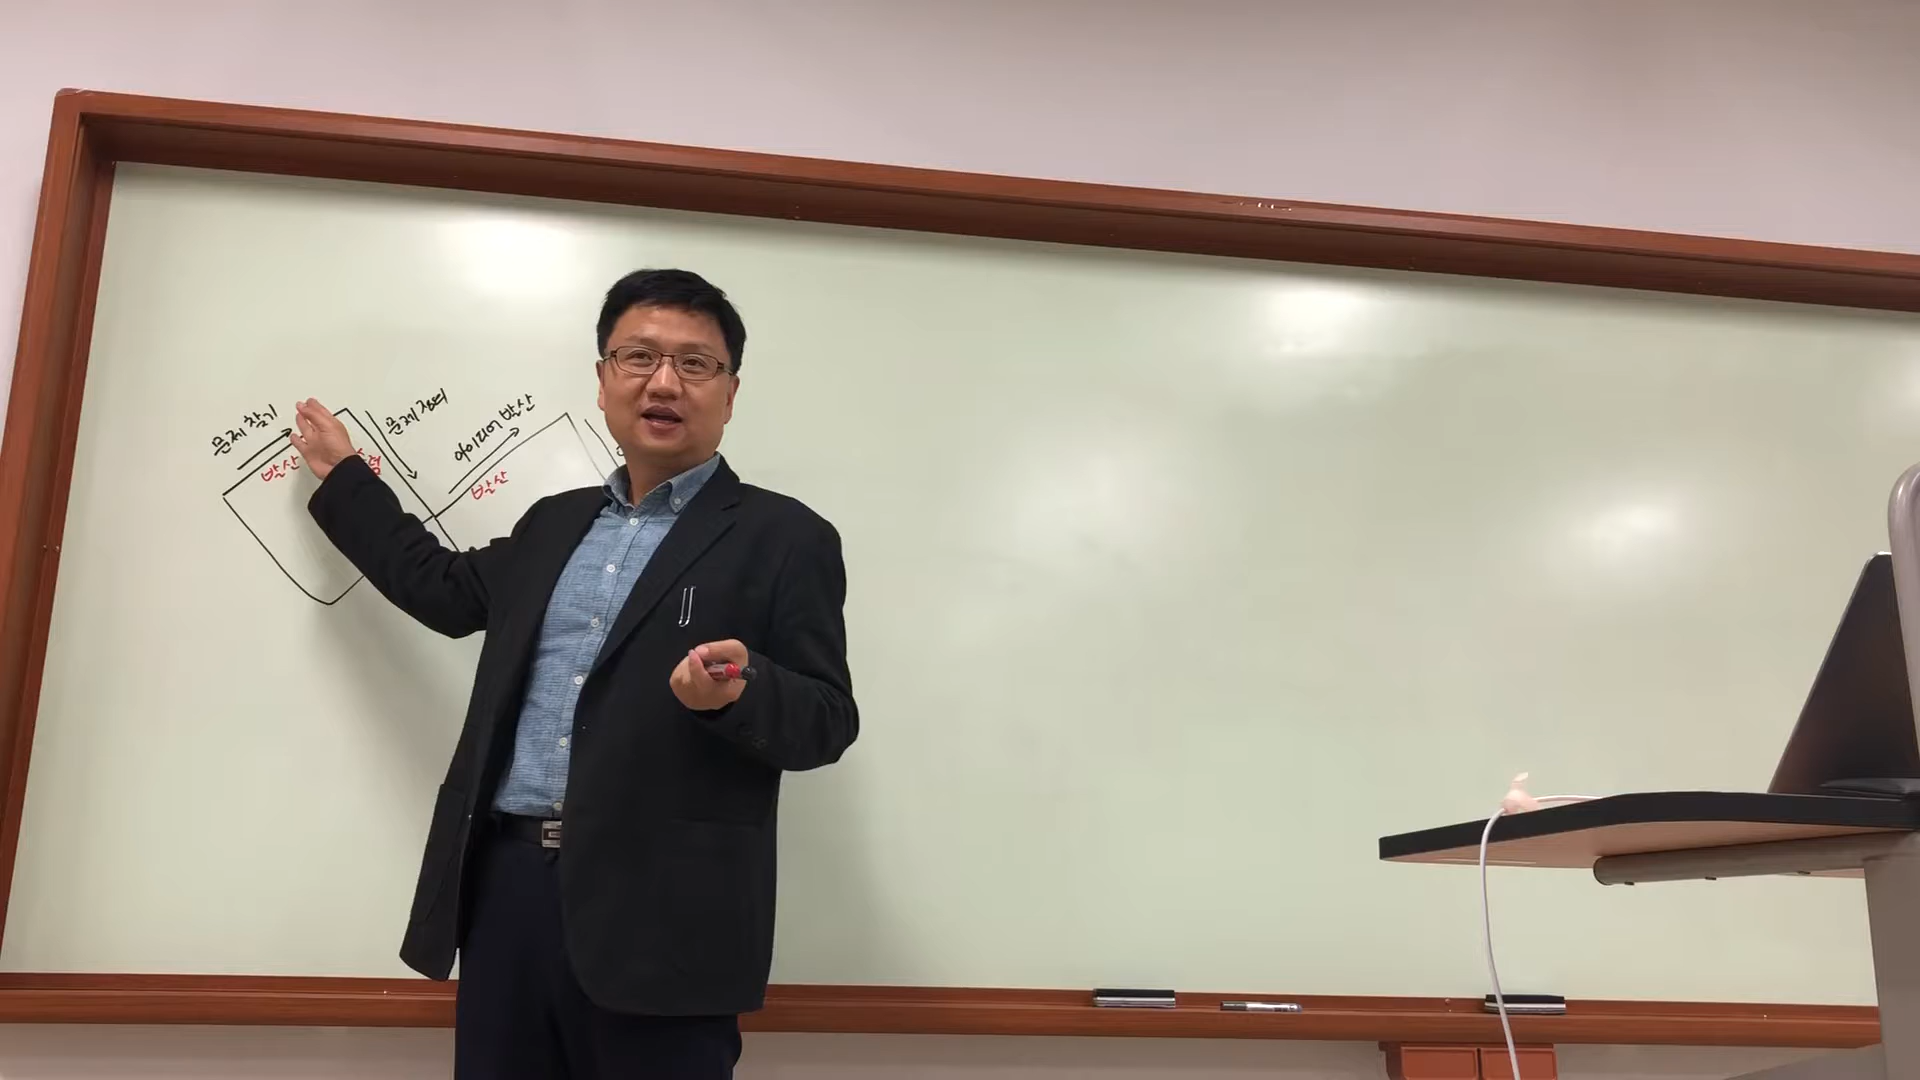 문제 찾기
발산
문제 정의
아이디어 발산
발산